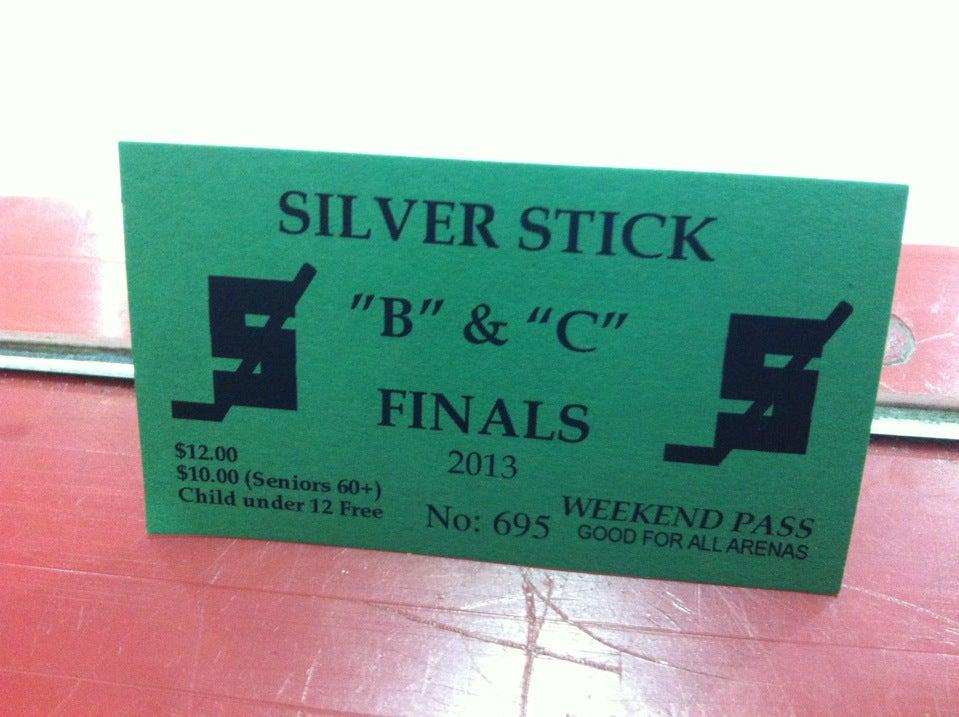 SILVER STICK
"B" & "C"
FINALS
2013
$12.00
$10.00 (Seniors 60+)
Child under 12 Free
No: 695
WEEKEND PASS
GOOD FOR ALL ARENAS